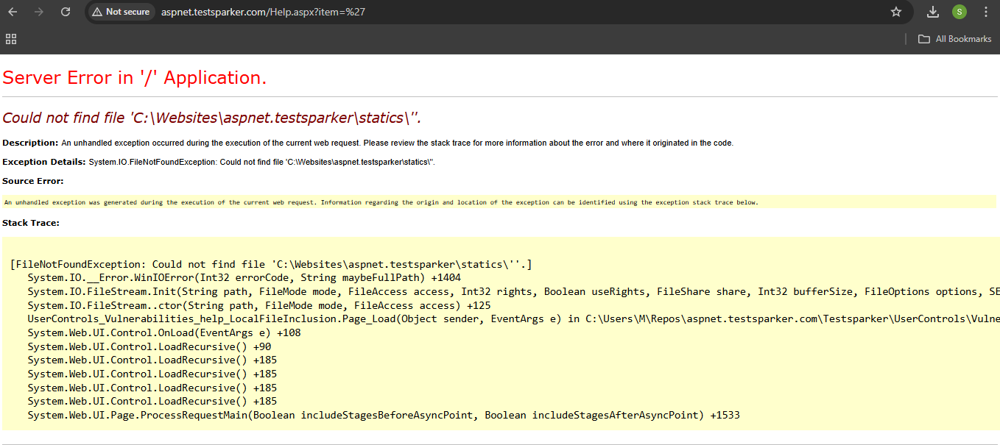 Not secure aspnet.testsparker.com/Help.aspx?item=%27 S
All Bookmarks
Server Error in '/' Application.
Could not find file 'C:\Websites\aspnet.testsparker\statics\''.
Description: An unhandled exception occurred during the execution of the current web request. Please review the stack trace for more information about the error and where it originated in the code.
Exception Details: System.IO.FileNotFoundException: Could not find file 'C:\Websites\aspnet.testsparker\statics\''.
Source Error:
An unhandled exception was generated during the execution of the current web request. Information regarding the origin and location of the exception can be identified using the exception stack trace below.
Stack Trace:
[FileNotFoundException: Could not find file 'C:\Websites\aspnet.testsparker\statics\''.]
System.IO.__Error.WinIOError(Int32 errorCode, String maybeFullPath) +1404
System.IO.FileStream.Init(String path, FileMode mode, FileAccess access, Int32 rights, Boolean useRights, FileShare share, Int32 bufferSize, FileOptions options, SE
System.IO.FileStream..ctor(String path, FileMode mode, FileAccess access) +125
UserControls_Vulnerabilities_help_LocalFileInclusion.Page_Load(Object sender, EventArgs e) in C:\Users\M\Repos\aspnet.testsparker.com\Testsparker\UserControls\Vulne
System.Web.UI.Control.OnLoad(EventArgs e) +108
System.Web.UI.Control.LoadRecursive() +90
System.Web.UI.Control.LoadRecursive() +185
System.Web.UI.Control.LoadRecursive() +185
System.Web.UI.Control.LoadRecursive() +185
System.Web.UI.Control.LoadRecursive() +185
System.Web.UI.Page.ProcessRequestMain(Boolean includeStagesBeforeAsyncPoint, Boolean includeStagesAfterAsyncPoint) +1533